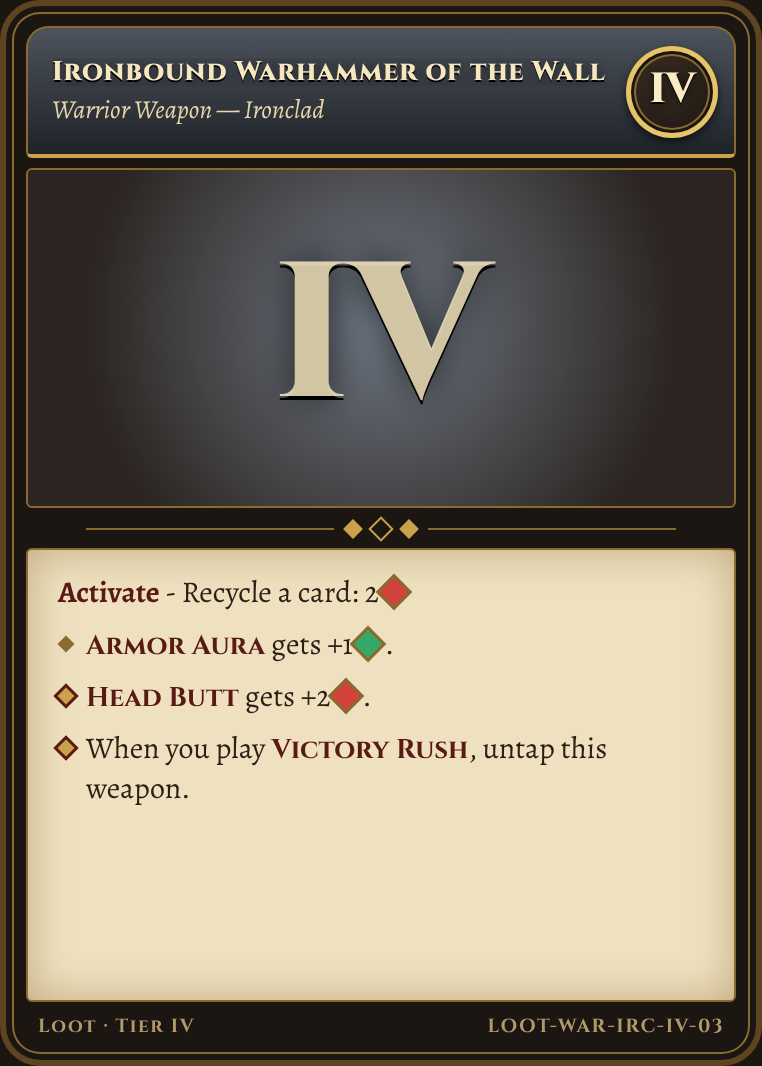 Ironbound Warhammer of the Wall
Warrior Weapon — Ironclad
IV
IV
Activate - Recycle a card: 2
Armor Aura gets +1.
Head Butt gets +2.
When you play Victory Rush, untap this
weapon.
Loot · Tier IV
LOOT-WAR-IRC-IV-03